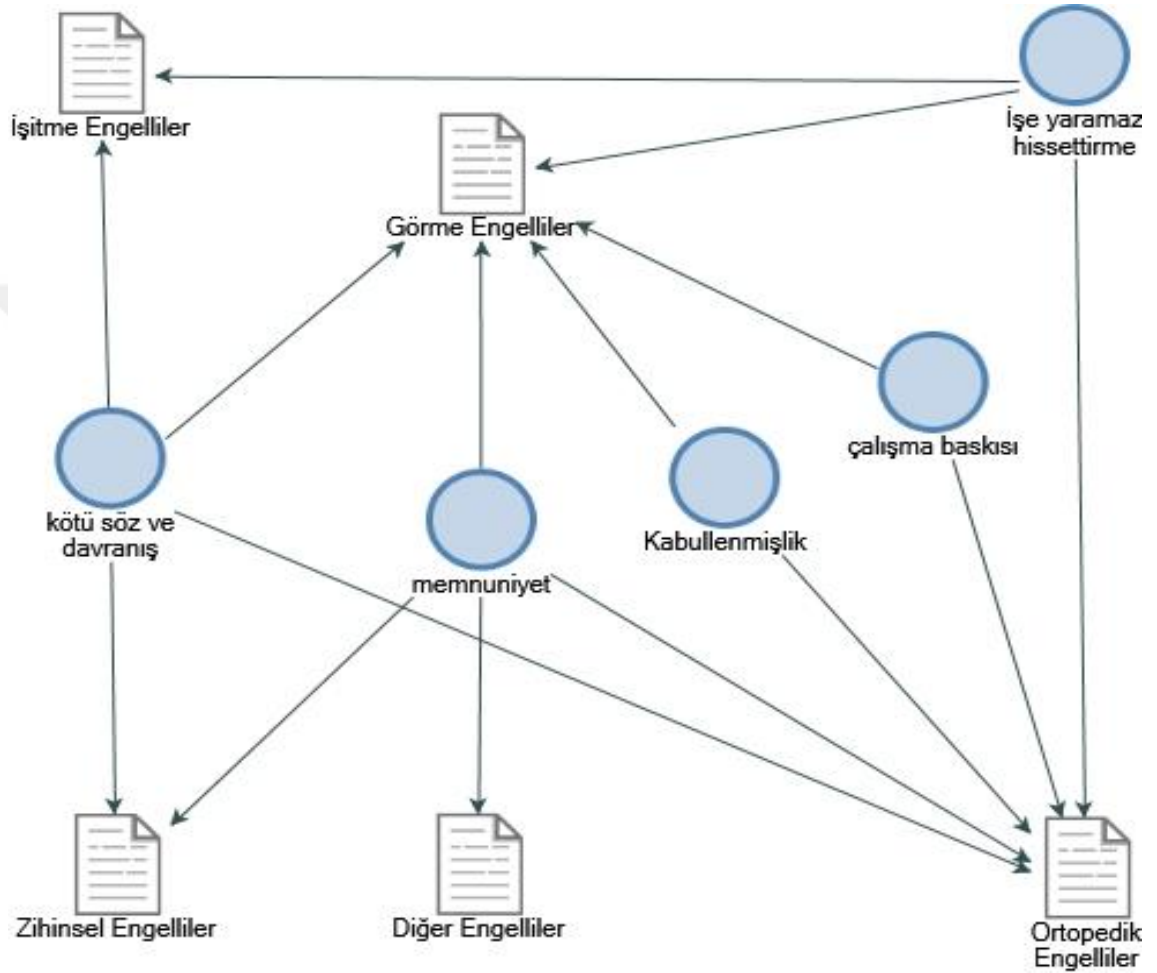 İşitme Engelliler
İşe yaramaz
hissettirme
Görme Engelliler
çalışma baskısı
kötü söz ve
davranış
Kabullenmişlik
memnuniyet
Zihinsel Engelliler
Diğer Engelliler
Ortopedik
Engelliler